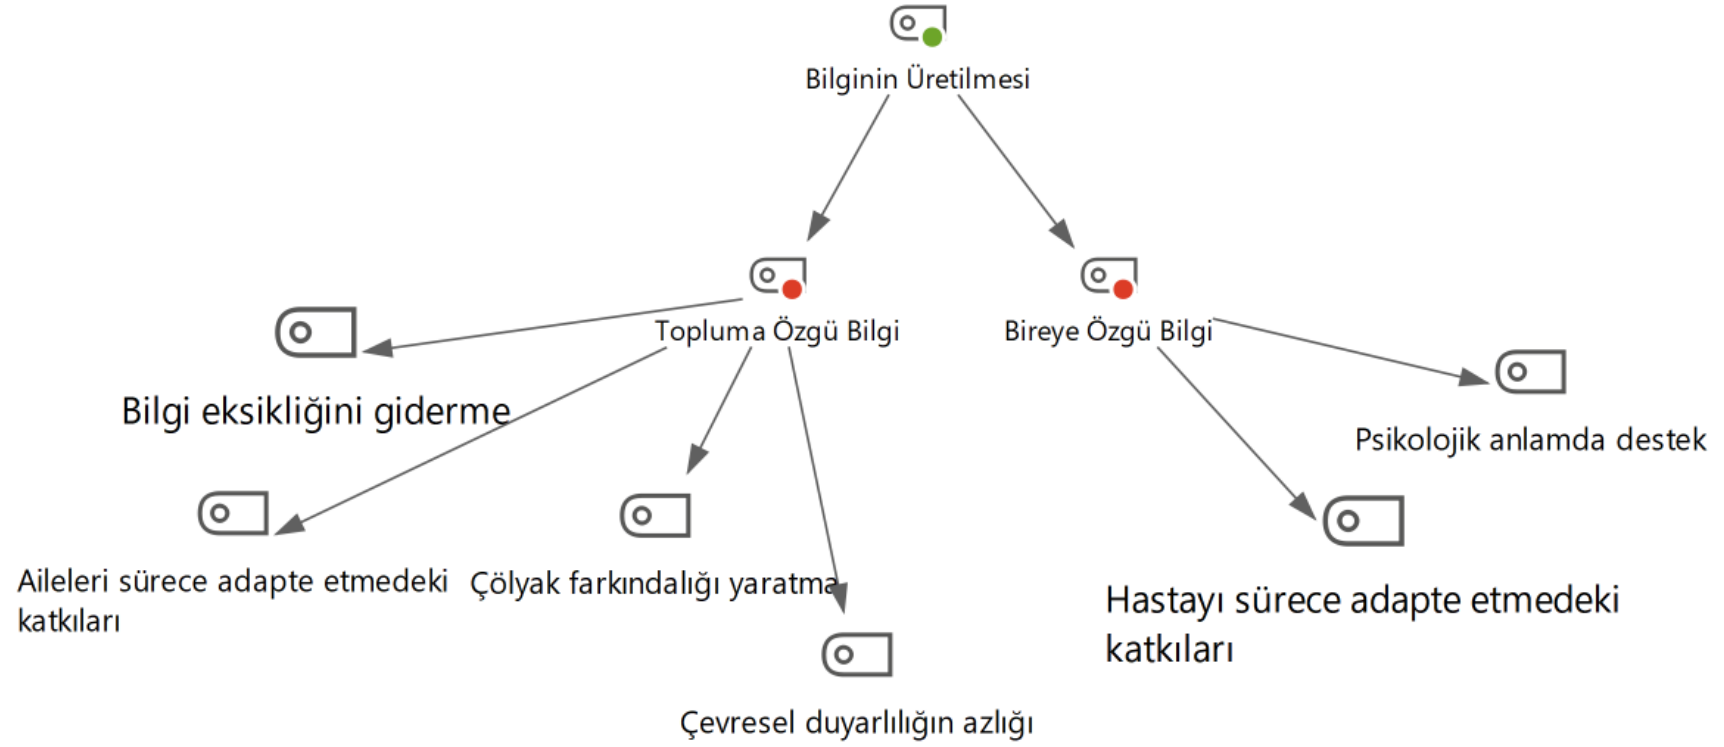 Bilginin Üretilmesi
Topluma Özgü Bilgi
Bireye Özgü Bilgi
Bilgi eksikliğini giderme
Psikolojik anlamda destek
Aileleri sürece adapte etmedeki
katkıları
Çölyak farkındalığı yaratma
Hastayı sürece adapte etmedeki
katkıları
Çevresel duyarlılığın azlığı